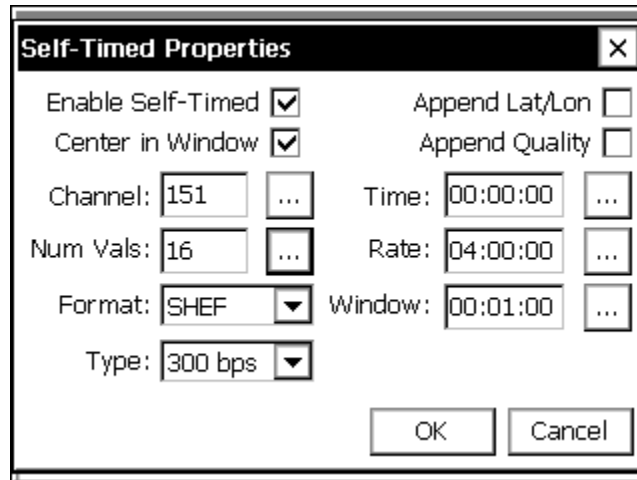 Self-Timed Properties
Enable Self-Timed Append Lat/Lon
Center in Window Append Quality
Channel: 151 ... Time: 00:00:00 ...
Num Vals: 16 ... Rate: 04:00:00 ...
Format: SHEF Window: 00:01:00 ...
Type: 300 bps
OK Cancel